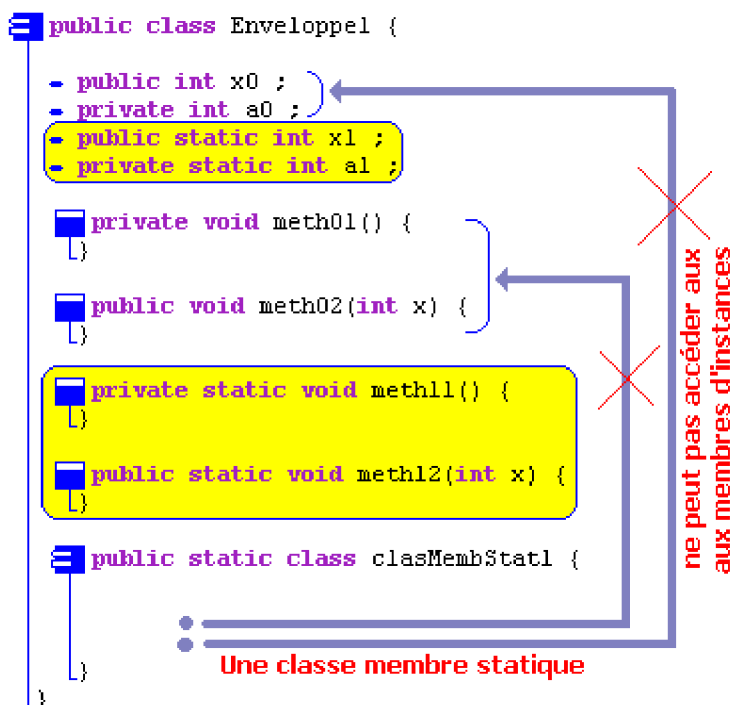 public class Enveloppe1 {
public int x0 ;
private int a0 ;
public static int x1 ;
private static int a1 ;
private void meth01() {
}
public void meth02(int x) {
}
private static void meth11() {
}
public static void meth12(int x) {
}
public static class clasMembStat1 {
}
}
Une classe membre statique
ne peut pas accéder aux
aux membres d'instances